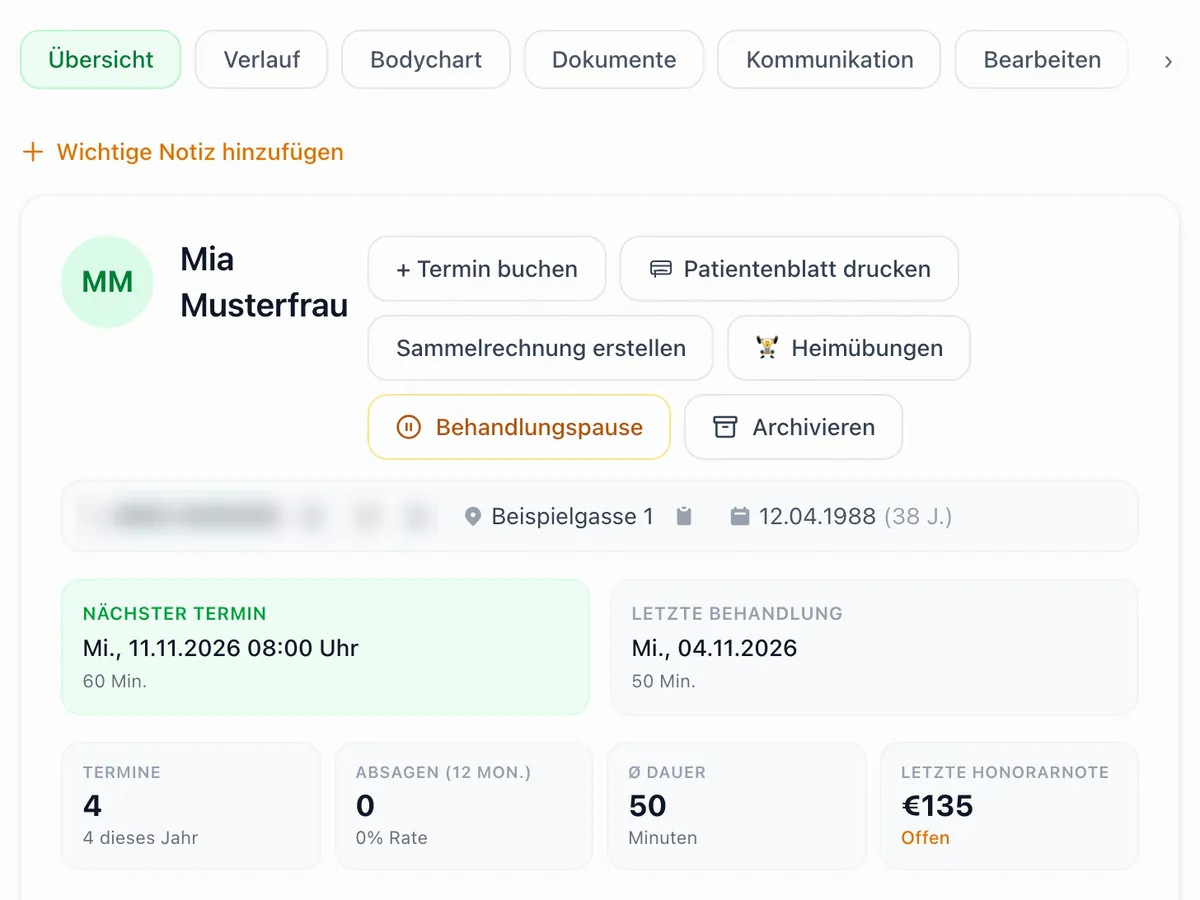 Übersicht
Verlauf
Bodychart
Dokumente
Kommunikation
Bearbeiten
›
+ Wichtige Notiz hinzufügen
MM
Mia
Musterfrau
+ Termin buchen
Patientenblatt drucken
Sammelrechnung erstellen
Heimübungen
Behandlungspause
Archivieren
Beispielgasse 1
12.04.1988 (38 J.)
NÄCHSTER TERMIN
Mi., 11.11.2026 08:00 Uhr
60 Min.
LETZTE BEHANDLUNG
Mi., 04.11.2026
50 Min.
TERMINE
4
4 dieses Jahr
ABSAGEN (12 MON.)
0
0% Rate
Ø DAUER
50
Minuten
LETZTE HONORARNOTE
€135
Offen